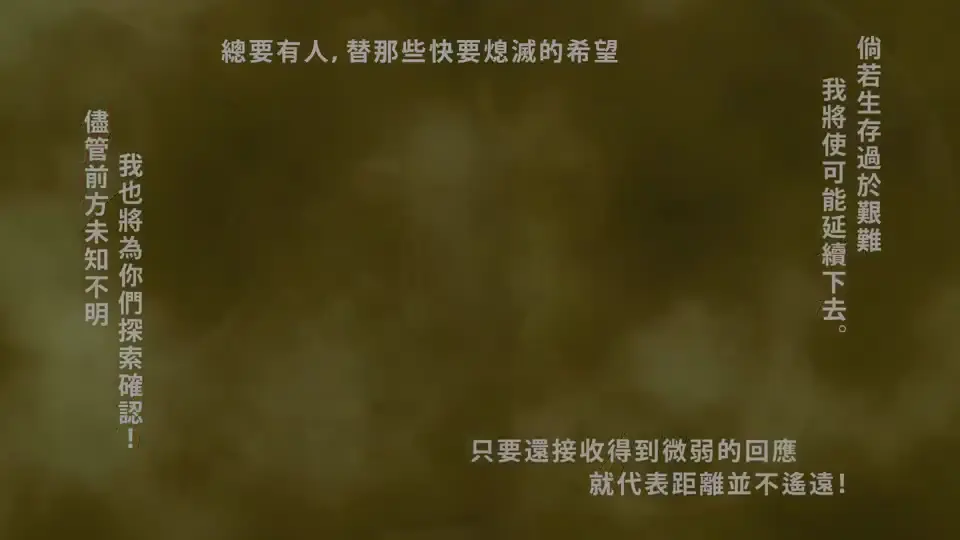 總要有人, 替那些快要熄滅的希望
倘若生存過於艱難
我將使可能延續下去。
儘管前方未知不明
我也將為你們探索確認！
只要還接收得到微弱的回應
就代表距離並不遙遠!